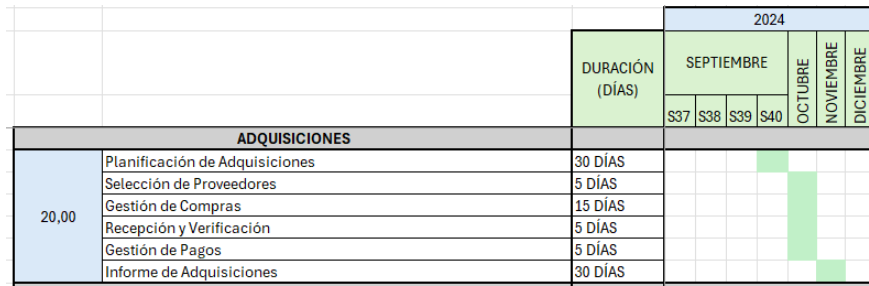 2024
DURACIÓN
(DÍAS)
SEPTIEMBRE
OCTUBRE
NOVIEMBRE
DICIEMBRE
S37 S38 S39 S40
ADQUISICIONES
20,00
Planificación de Adquisiciones 30 DÍAS
Selección de Proveedores 5 DÍAS
Gestión de Compras 15 DÍAS
Recepción y Verificación 5 DÍAS
Gestión de Pagos 5 DÍAS
Informe de Adquisiciones 30 DÍAS